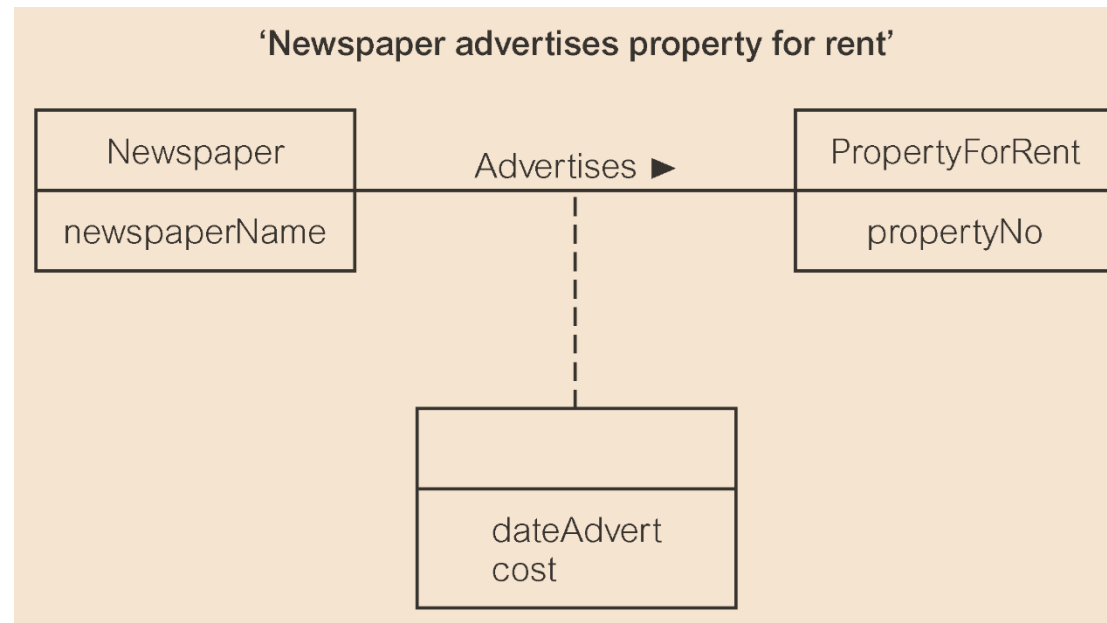 ‘Newspaper advertises property for rent’
Newspaper
Advertises ►
PropertyForRent
newspaperName
propertyNo
dateAdvert
cost